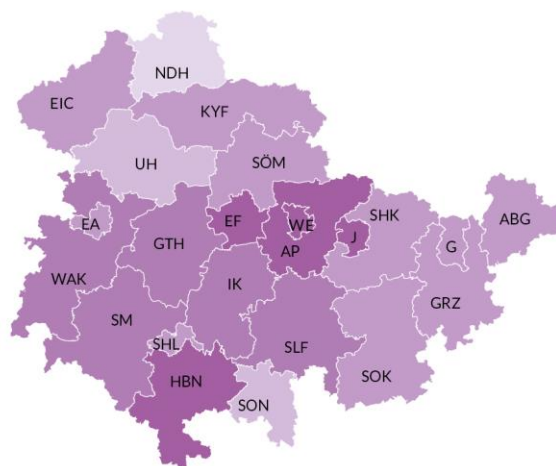 NDH
EIC
KYF
UH
SÖM
ABG
EA
EF
WE
SHK
J
G
GTH
AP
WAK
IK
GRZ
SM
SHL
SLF
SOK
HBN
SON